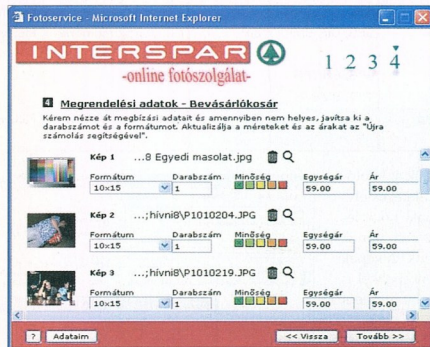 Fotoservice - Microsoft Internet Explorer
INTERSPAR
-online fotószolgálat-
1 2 3 4
4 Megrendelési adatok - Bevásárlókosár
Kérem nézze át megbízási adatait és amennyiben nem helyes, javítsa ki a
darabszámot és a formátumot. Aktualizálja a méreteket és az árakat az "Újra
számolás segítségével".
Kép 1 ...8 Egyedi masolat.jpg
Formátum Darabszám Minőség Egységár Ár
10x15 1 59.00 59.00
Kép 2 ...;hívni8\P1010204.JPG
Formátum Darabszám Minőség Egységár Ár
10x15 1 59.00 59.00
Kép 3 ...;hívni8\P1010219.JPG
Formátum Darabszám Minőség Egységár Ár
10x15 1 59.00 59.00
? Adataim << Vissza Tovább >>